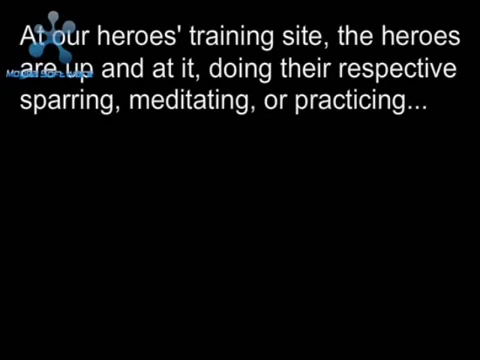 At our heroes' training site, the heroes
are up and at it, doing their respective
sparring, meditating, or practicing...